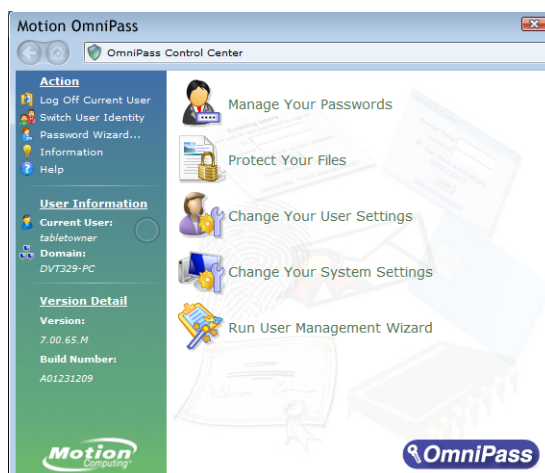 Motion OmniPass
OmniPass Control Center
Action
Log Off Current User
Switch User Identity
Password Wizard...
Information
Help
User Information
Current User:
tabletowner
Domain:
DVT329-PC
Version Detail
Version:
7.00.65.M
Build Number:
A01231209
Motion
Computing
Manage Your Passwords
Protect Your Files
Change Your User Settings
Change Your System Settings
Run User Management Wizard
OmniPass